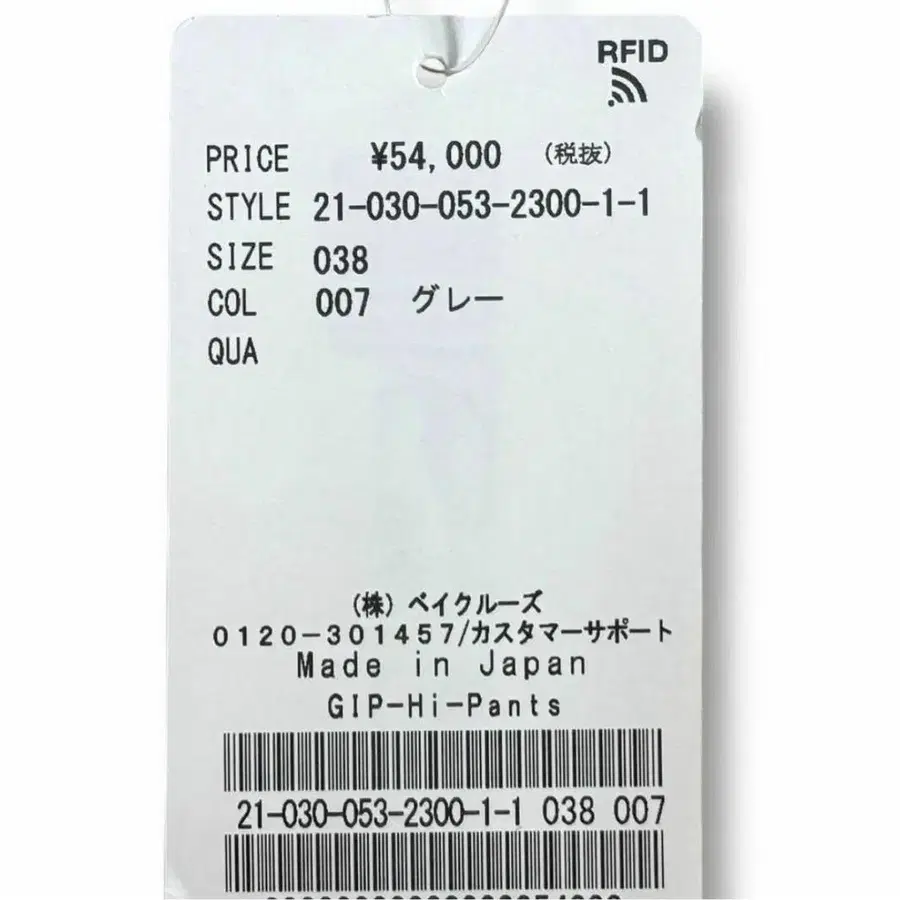 RFID
PRICE ¥54,000 (税抜)
STYLE 21-030-053-2300-1-1
SIZE 038
COL 007 グレー
QUA
(株) ベイクルーズ
0120-301457/カスタマーサポート
Made in Japan
GIP-Hi-Pants
21-030-053-2300-1-1 038 007